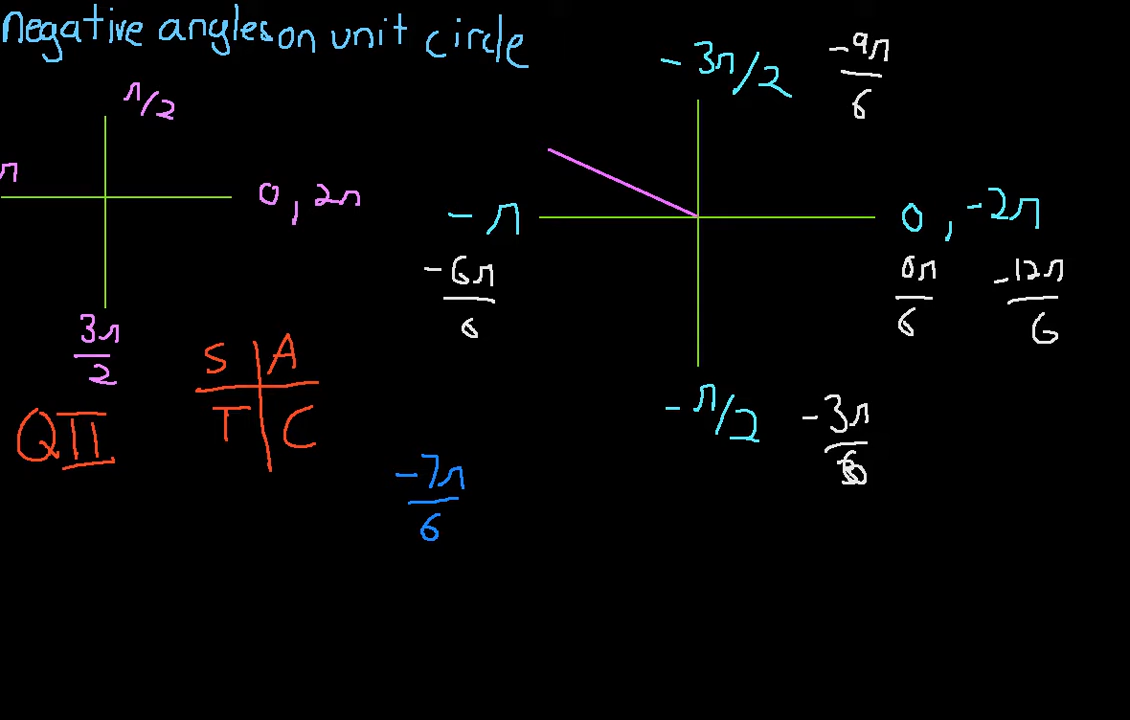 negative angles on unit circle
π/2
π
0, 2π
3π
2
S A
T C
QII
-7π
6
-3π/2
-9π
6
-π
-6π
6
0, -2π
0π
6
-12π
6
-π/2
-3π
6